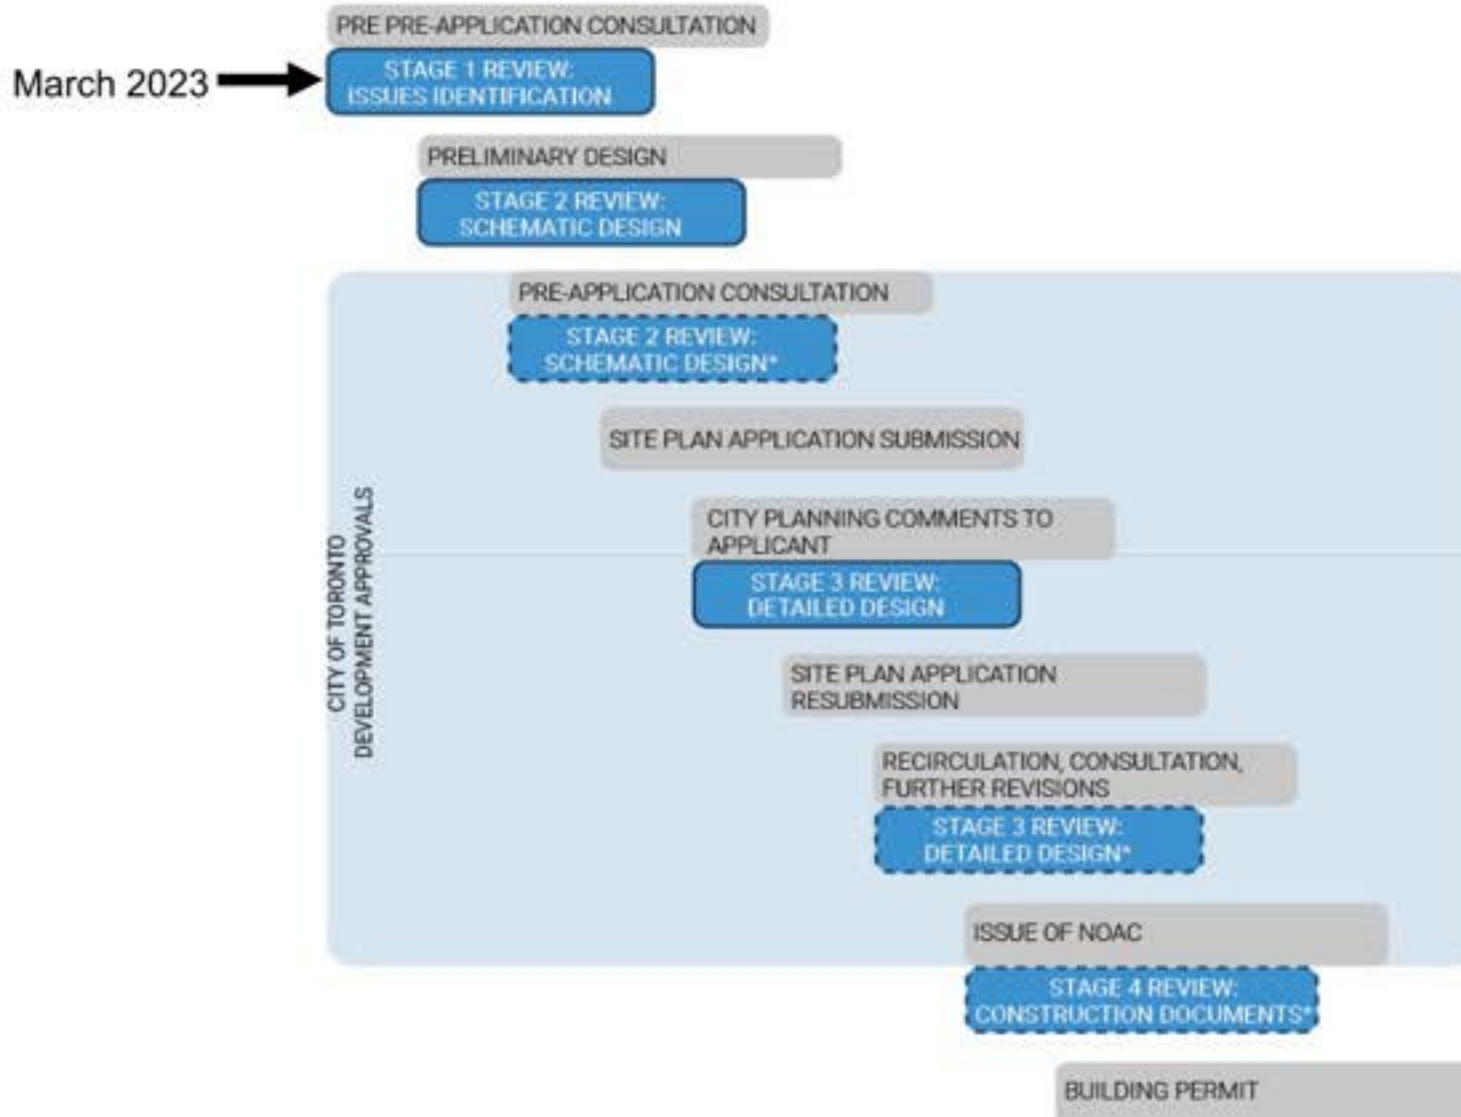 PRE PRE-APPLICATION CONSULTATION
March 2023
STAGE 1 REVIEW:
ISSUES IDENTIFICATION
PRELIMINARY DESIGN
STAGE 2 REVIEW:
SCHEMATIC DESIGN
PRE-APPLICATION CONSULTATION
STAGE 2 REVIEW:
SCHEMATIC DESIGN*
SITE PLAN APPLICATION SUBMISSION
CITY OF TORONTO
DEVELOPMENT APPROVALS
CITY PLANNING COMMENTS TO
APPLICANT
STAGE 3 REVIEW:
DETAILED DESIGN
SITE PLAN APPLICATION
RESUBMISSION
RECIRCULATION, CONSULTATION,
FURTHER REVISIONS
STAGE 3 REVIEW:
DETAILED DESIGN*
ISSUE OF NOAC
STAGE 4 REVIEW:
CONSTRUCTION DOCUMENTS*
BUILDING PERMIT